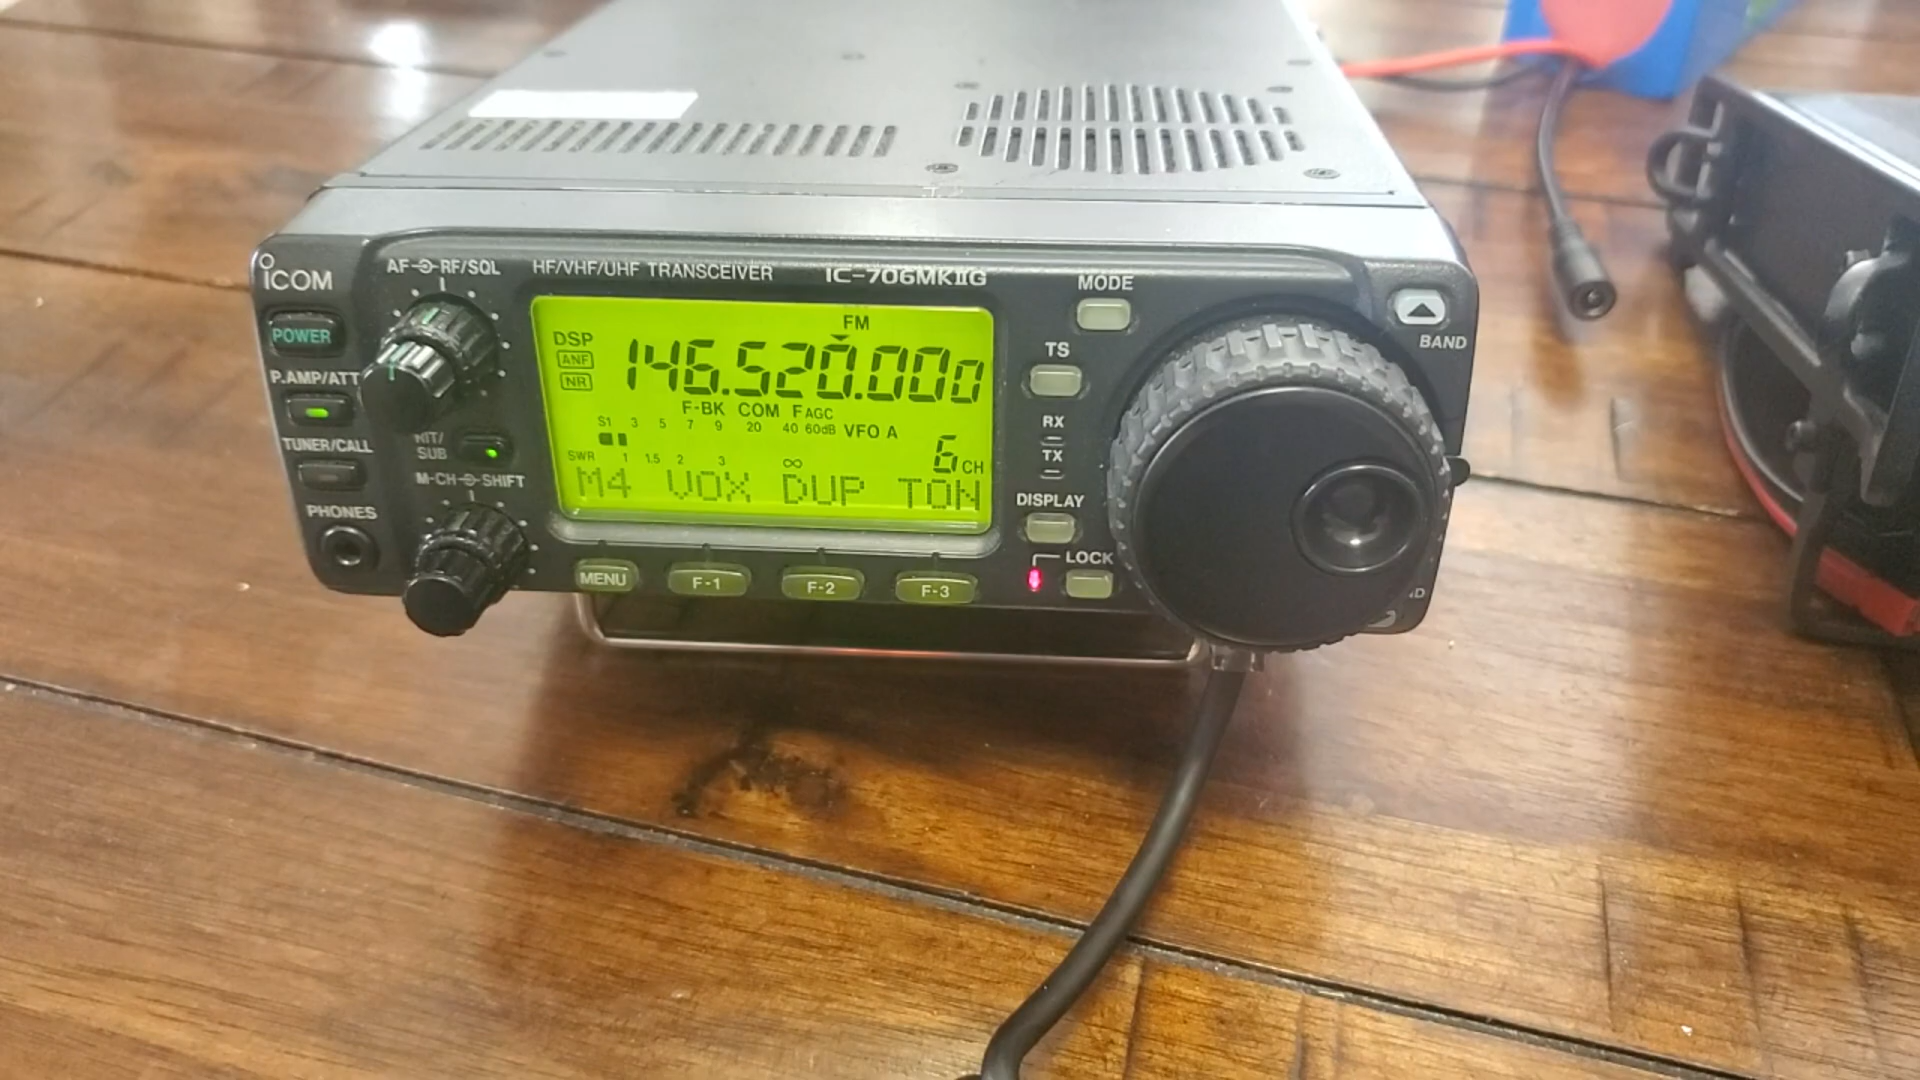 ICOM
AF RF/SQL
HF/VHF/UHF TRANSCEIVER
IC-706MKIIG
MODE
POWER
P.AMP/ATT
TUNER/CALL
RIT/
SUB
M-CH SHIFT
PHONES
FM
DSP
ANF
NR
146.520.000
F-BK COM F AGC
S1 3 5 7 9 20 40 60dB VFO A
6 CH
SWR 1 1.5 2 3 ∞
M4 VOX DUP TON
MENU F-1 F-2 F-3
TS
RX
TX
DISPLAY
LOCK
BAND